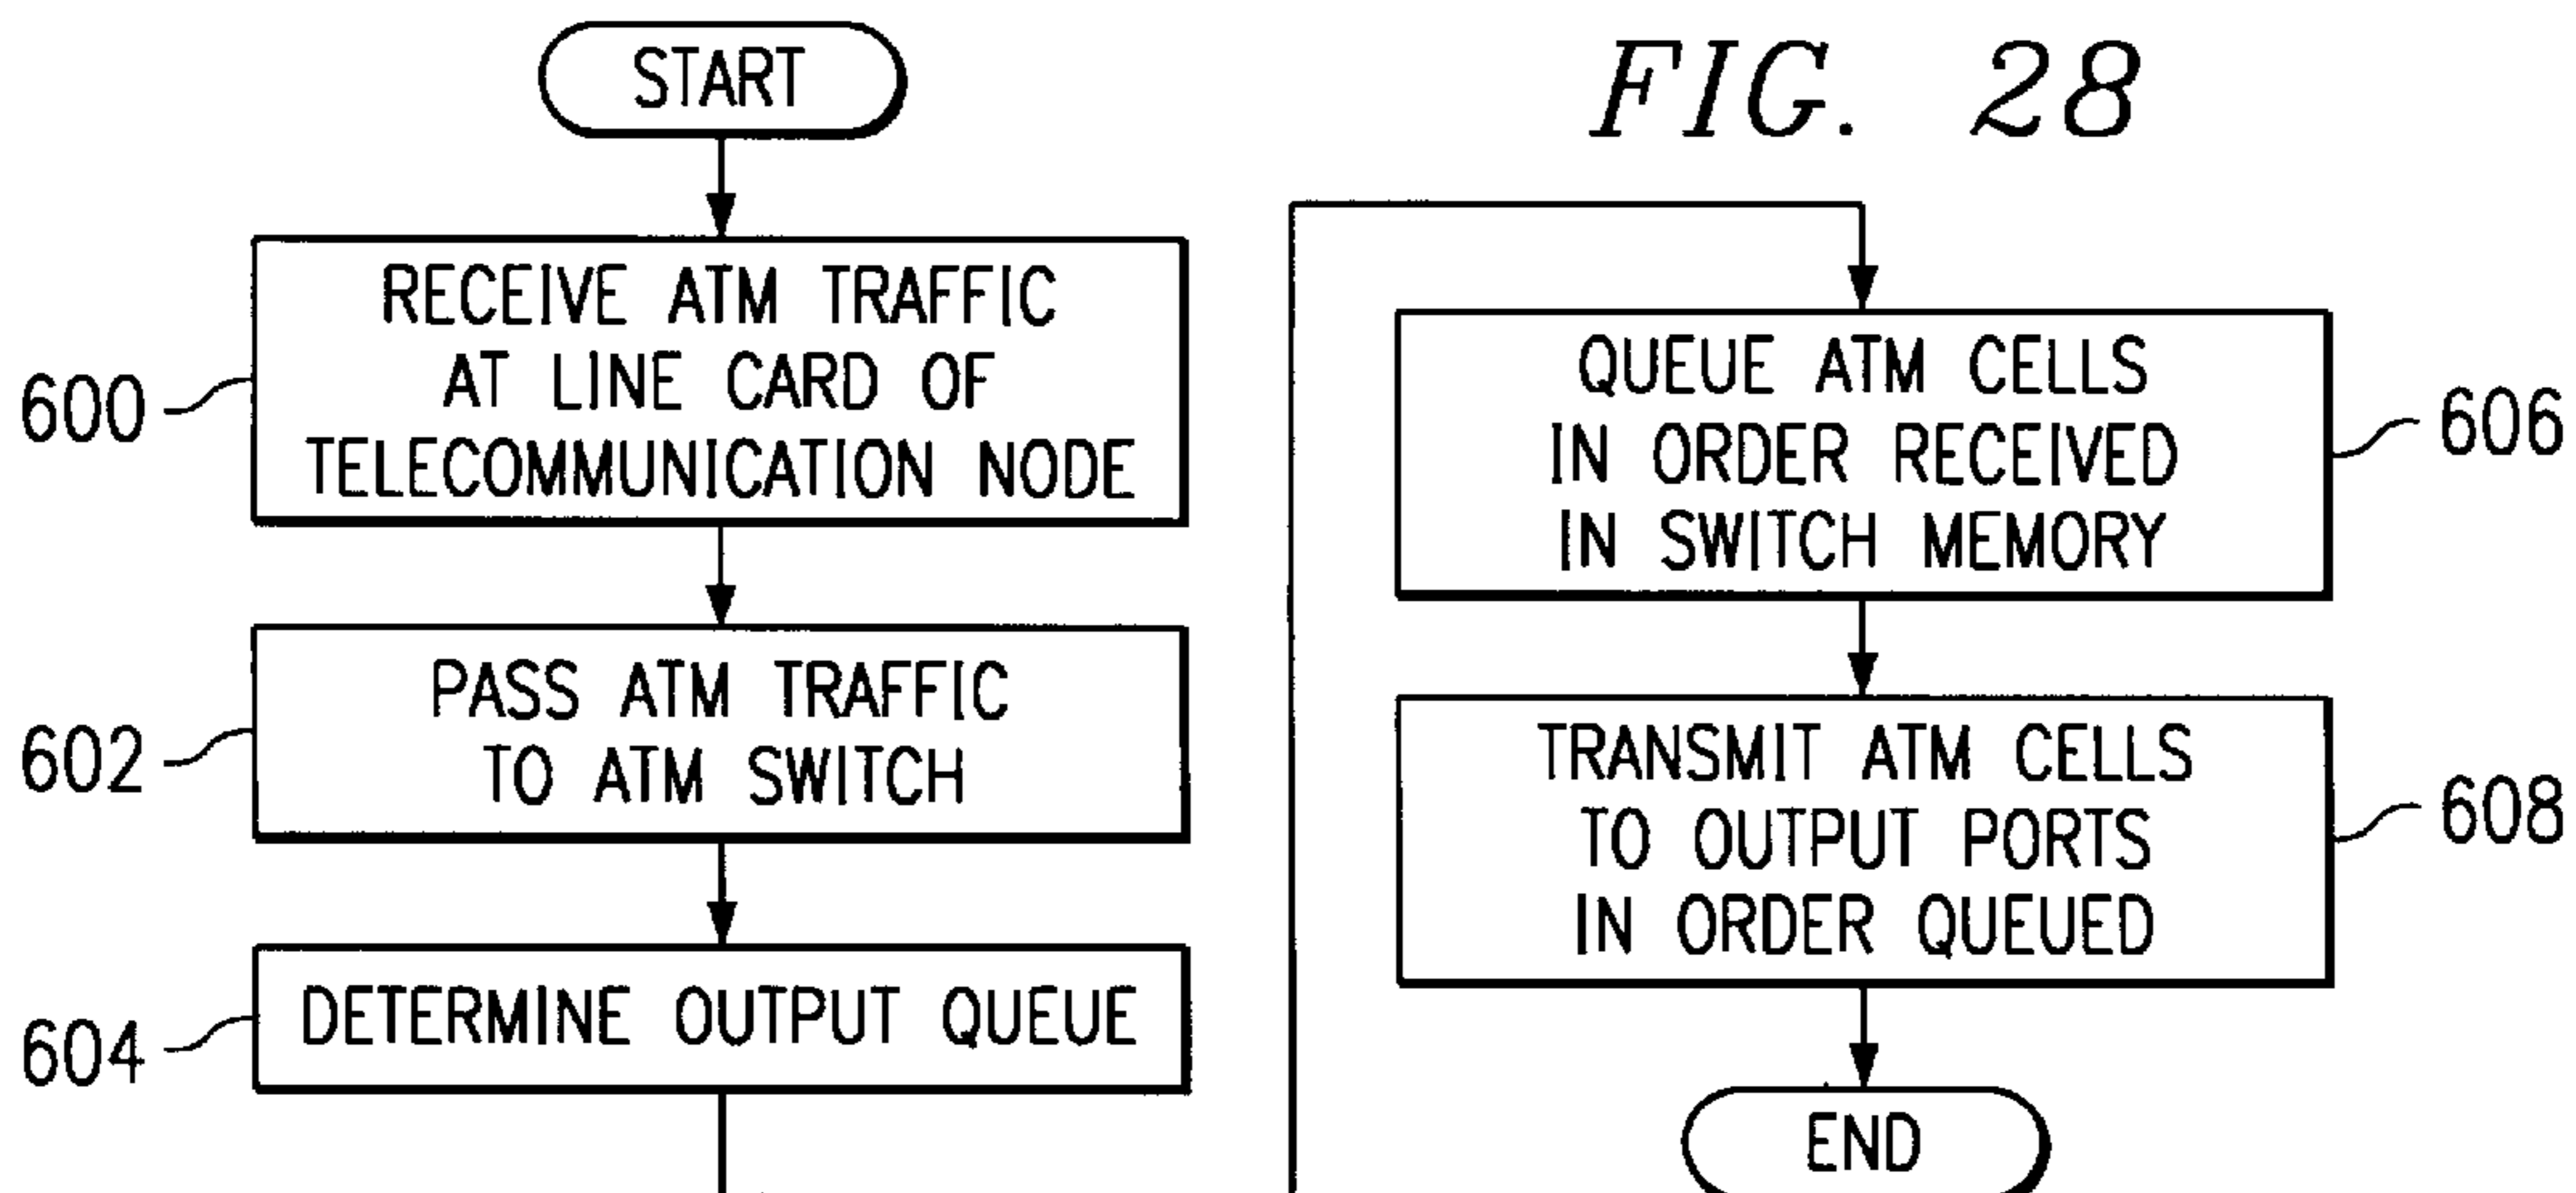 FIG. 28
START
600
RECEIVE ATM TRAFFIC
AT LINE CARD OF
TELECOMMUNICATION NODE
602
PASS ATM TRAFFIC
TO ATM SWITCH
604
DETERMINE OUTPUT QUEUE
606
QUEUE ATM CELLS
IN ORDER RECEIVED
IN SWITCH MEMORY
608
TRANSMIT ATM CELLS
TO OUTPUT PORTS
IN ORDER QUEUED
END